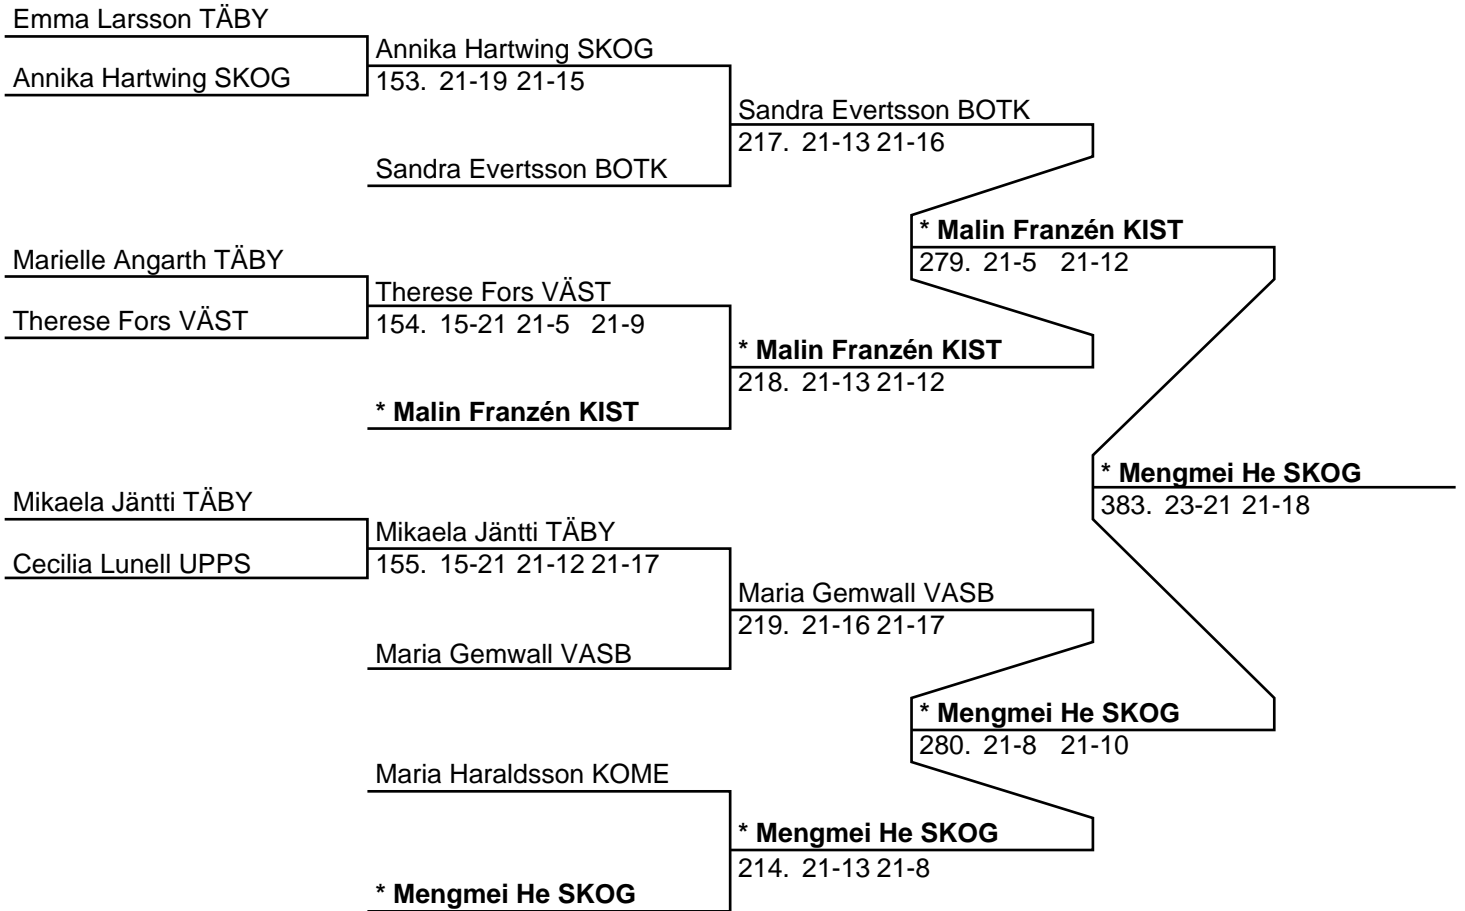 Emma Larsson TÄBY
Annika Hartwing SKOG
Annika Hartwing SKOG
153. 21-19 21-15
Sandra Evertsson BOTK
217. 21-13 21-16
Sandra Evertsson BOTK
* Malin Franzén KIST
279. 21-5 21-12
Marielle Angarth TÄBY
Therese Fors VÄST
Therese Fors VÄST
154. 15-21 21-5 21-9
* Malin Franzén KIST
218. 21-13 21-12
* Malin Franzén KIST
* Mengmei He SKOG
383. 23-21 21-18
Mikaela Jäntti TÄBY
Mikaela Jäntti TÄBY
Cecilia Lunell UPPS
155. 15-21 21-12 21-17
Maria Gemwall VASB
219. 21-16 21-17
Maria Gemwall VASB
* Mengmei He SKOG
280. 21-8 21-10
Maria Haraldsson KOME
* Mengmei He SKOG
214. 21-13 21-8
* Mengmei He SKOG